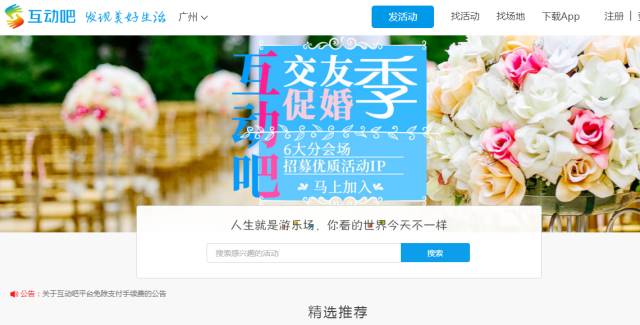 互动吧 发现美好生活 广州 发活动 找活动 找场地 下载App 注册 |
互动吧
交友
促婚
季
6大分会场
招募优质活动IP
马上加入
人生就是游乐场，你看的世界今天不一样
搜索感兴趣的活动 搜索
公告：关于互动吧平台免除支付手续费的公告
精选推荐